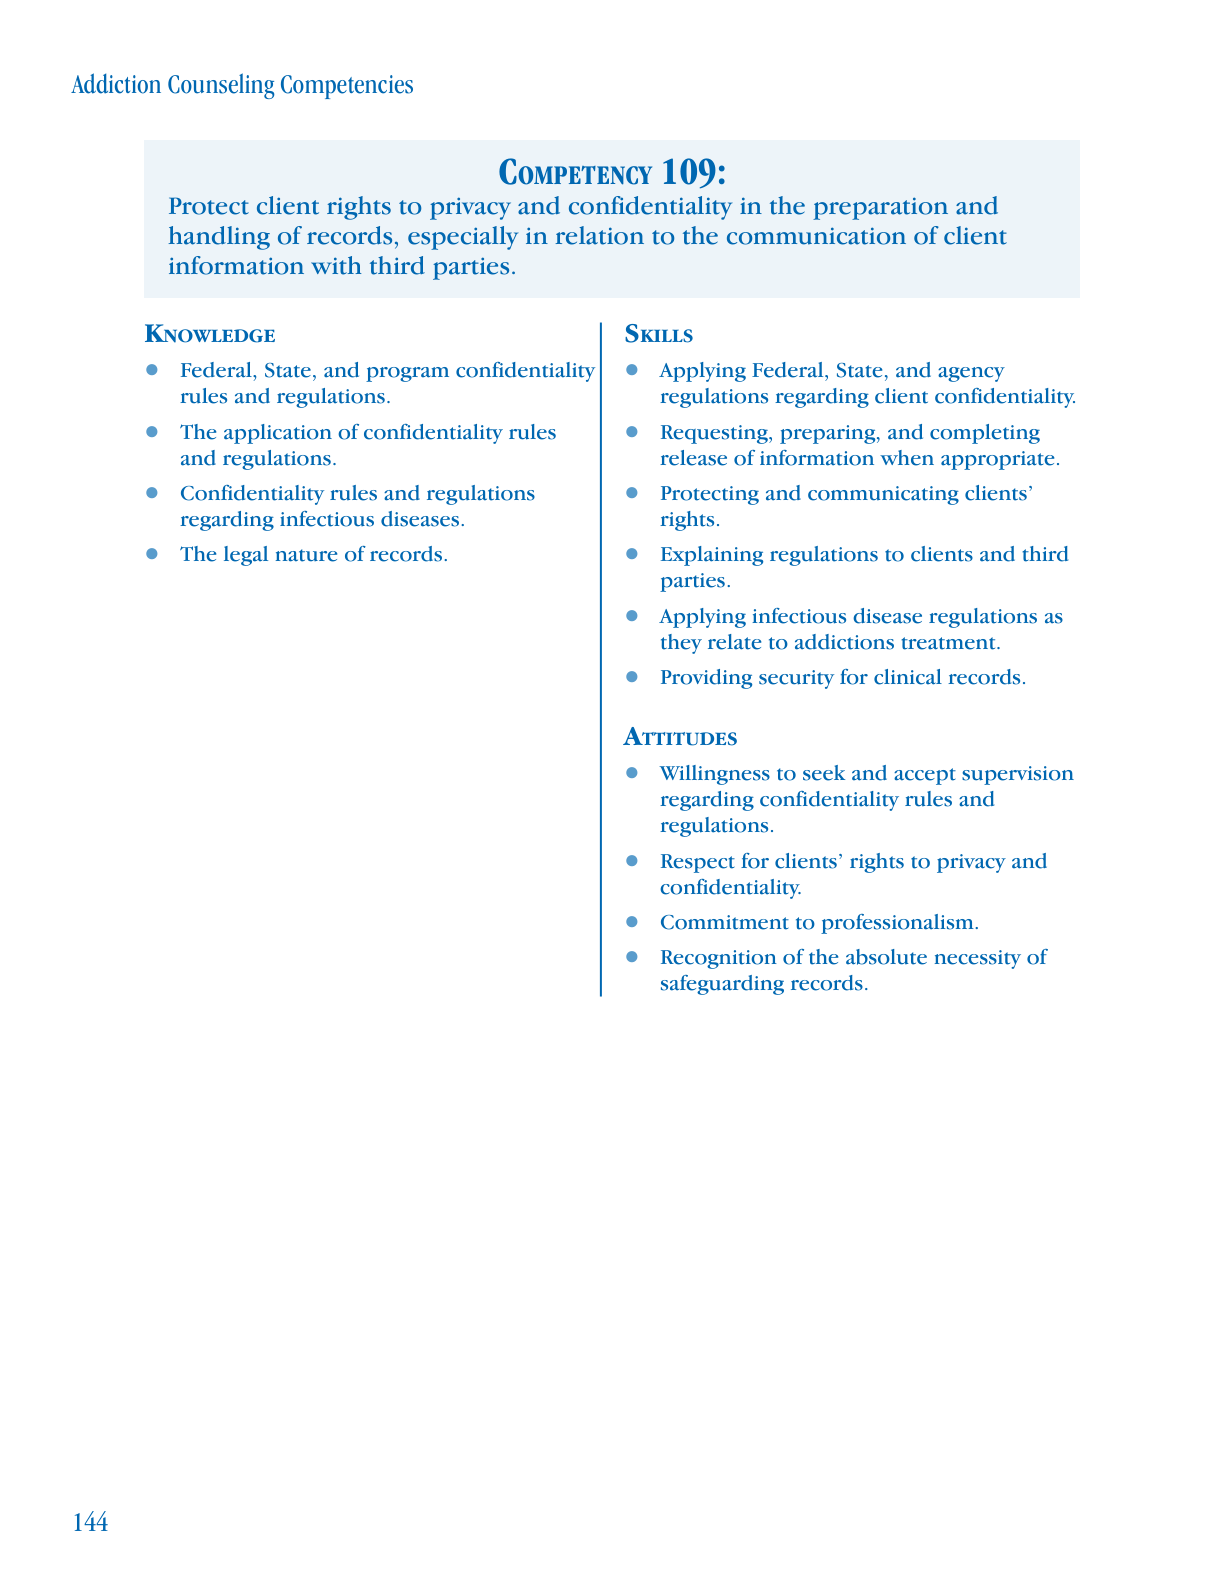 Addiction Counseling Competencies
COMPETENCY 109:
Protect client rights to privacy and confidentiality in the preparation and
handling of records, especially in relation to the communication of client
information with third parties.
KNOWLEDGE
● Federal, State, and program confidentiality
rules and regulations.
● The application of confidentiality rules
and regulations.
● Confidentiality rules and regulations
regarding infectious diseases.
● The legal nature of records.
SKILLS
● Applying Federal, State, and agency
regulations regarding client confidentiality.
● Requesting, preparing, and completing
release of information when appropriate.
● Protecting and communicating clients’
rights.
● Explaining regulations to clients and third
parties.
● Applying infectious disease regulations as
they relate to addictions treatment.
● Providing security for clinical records.
ATTITUDES
● Willingness to seek and accept supervision
regarding confidentiality rules and
regulations.
● Respect for clients’ rights to privacy and
confidentiality.
● Commitment to professionalism.
● Recognition of the absolute necessity of
safeguarding records.
144